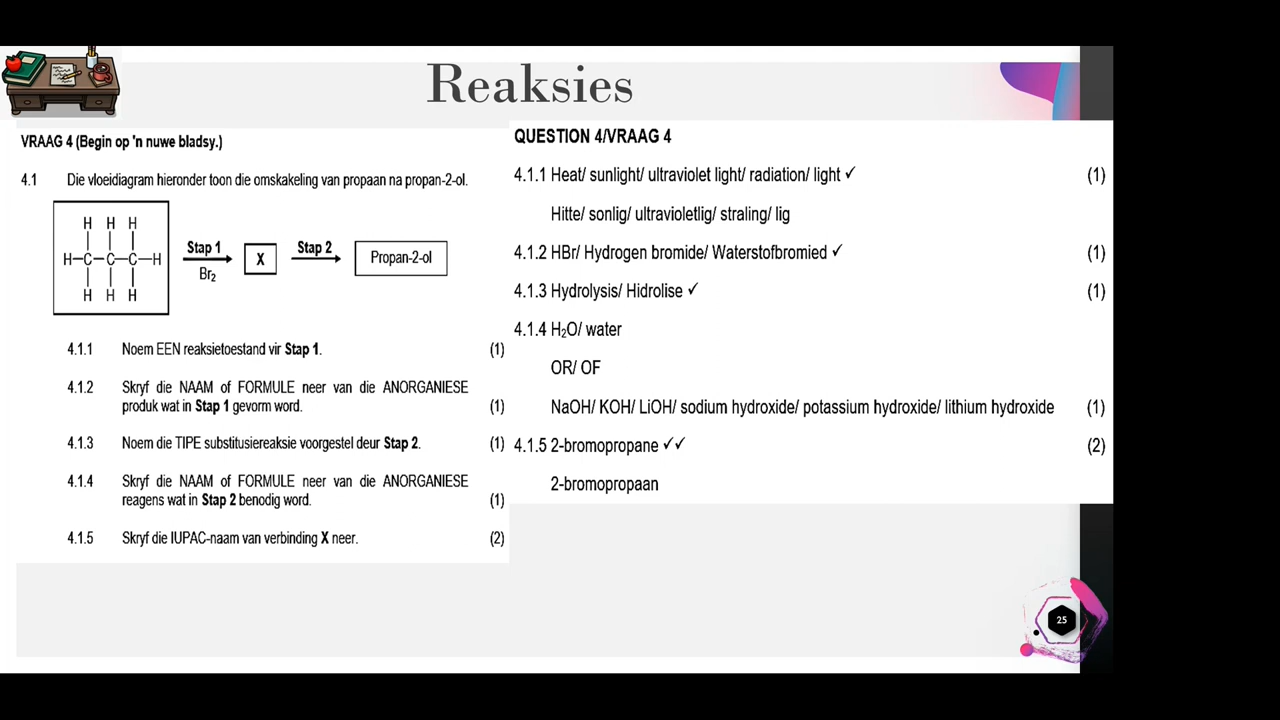 Reaksies
VRAAG 4 (Begin op 'n nuwe bladsy.)
4.1 Die vloeidiagram hieronder toon die omskakeling van propaan na propan-2-ol.
H H H
H–C–C–C–H
H H H
Stap 1
Br₂
X
Stap 2
Propan-2-ol
4.1.1 Noem EEN reaksietoestand vir Stap 1. (1)
4.1.2 Skryf die NAAM of FORMULE neer van die ANORGANIESE
produk wat in Stap 1 gevorm word. (1)
4.1.3 Noem die TIPE substitusiereaksie voorgestel deur Stap 2. (1)
4.1.4 Skryf die NAAM of FORMULE neer van die ANORGANIESE
reagens wat in Stap 2 benodig word. (1)
4.1.5 Skryf die IUPAC-naam van verbinding X neer. (2)
QUESTION 4/VRAAG 4
4.1.1 Heat/ sunlight/ ultraviolet light/ radiation/ light ✓ (1)
Hitte/ sonlig/ ultravioletlig/ straling/ lig
4.1.2 HBr/ Hydrogen bromide/ Waterstofbromied ✓ (1)
4.1.3 Hydrolysis/ Hidrolise ✓ (1)
4.1.4 H₂O/ water
OR/ OF
NaOH/ KOH/ LiOH/ sodium hydroxide/ potassium hydroxide/ lithium hydroxide (1)
4.1.5 2-bromopropane ✓✓ (2)
2-bromopropaan
25